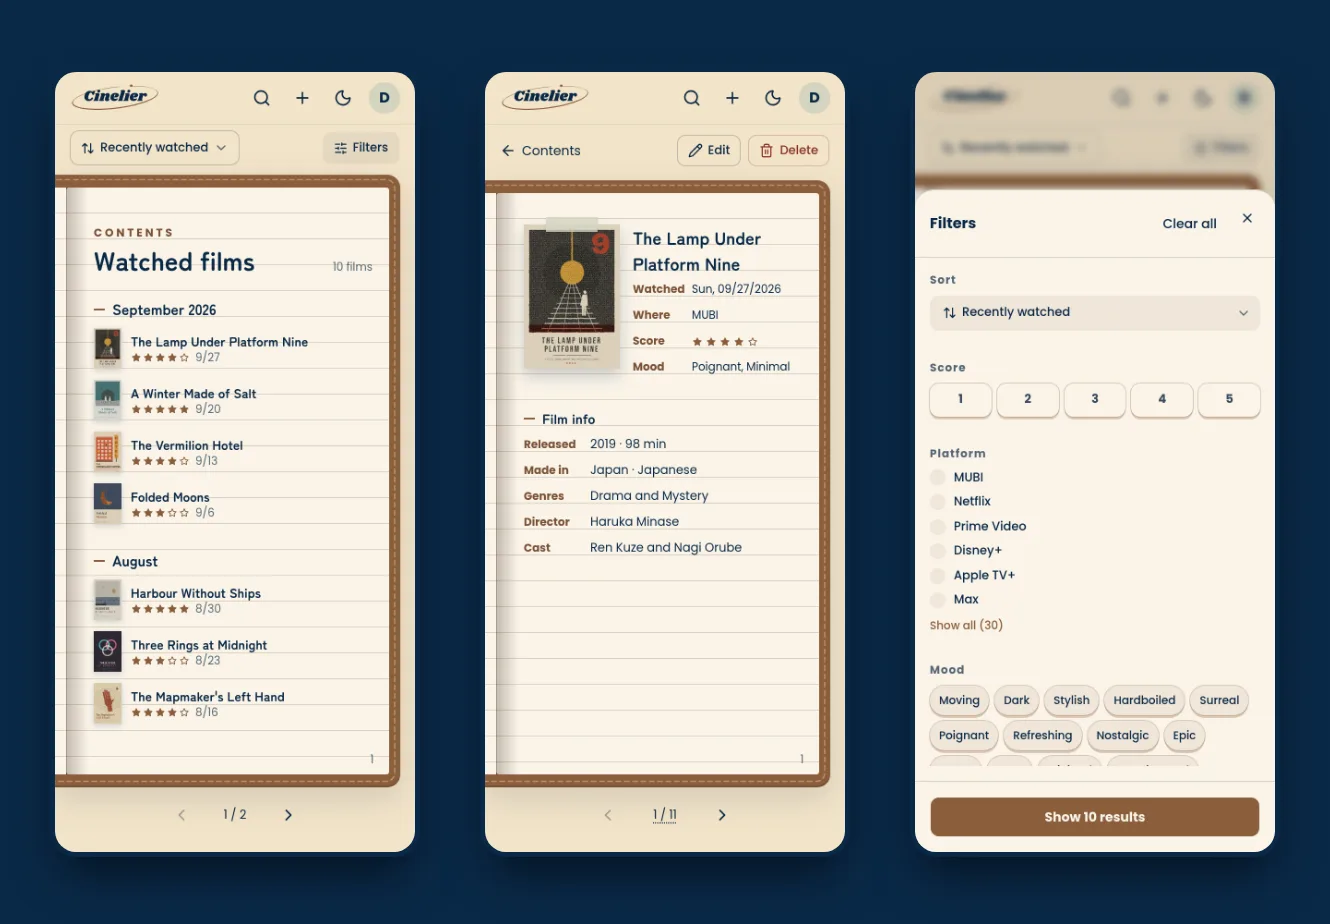 Cinelier
D
Recently watched
Filters
CONTENTS
Watched films
10 films
September 2026
The Lamp Under Platform Nine
9/27
A Winter Made of Salt
9/20
The Vermilion Hotel
9/13
Folded Moons
9/6
August
Harbour Without Ships
8/30
Three Rings at Midnight
8/23
The Mapmaker's Left Hand
8/16
1
1 / 2
Cinelier
D
Contents
Edit
Delete
9
THE LAMP UNDER
PLATFORM NINE
The Lamp Under
Platform Nine
Watched Sun, 09/27/2026
Where MUBI
Score
Mood Poignant, Minimal
Film info
Released 2019 · 98 min
Made in Japan · Japanese
Genres Drama and Mystery
Director Haruka Minase
Cast Ren Kuze and Nagi Orube
1
1 / 11
Filters
Clear all
Sort
Recently watched
Score
1 2 3 4 5
Platform
MUBI
Netflix
Prime Video
Disney+
Apple TV+
Max
Show all (30)
Mood
Moving Dark Stylish Hardboiled Surreal
Poignant Refreshing Nostalgic Epic
Show 10 results